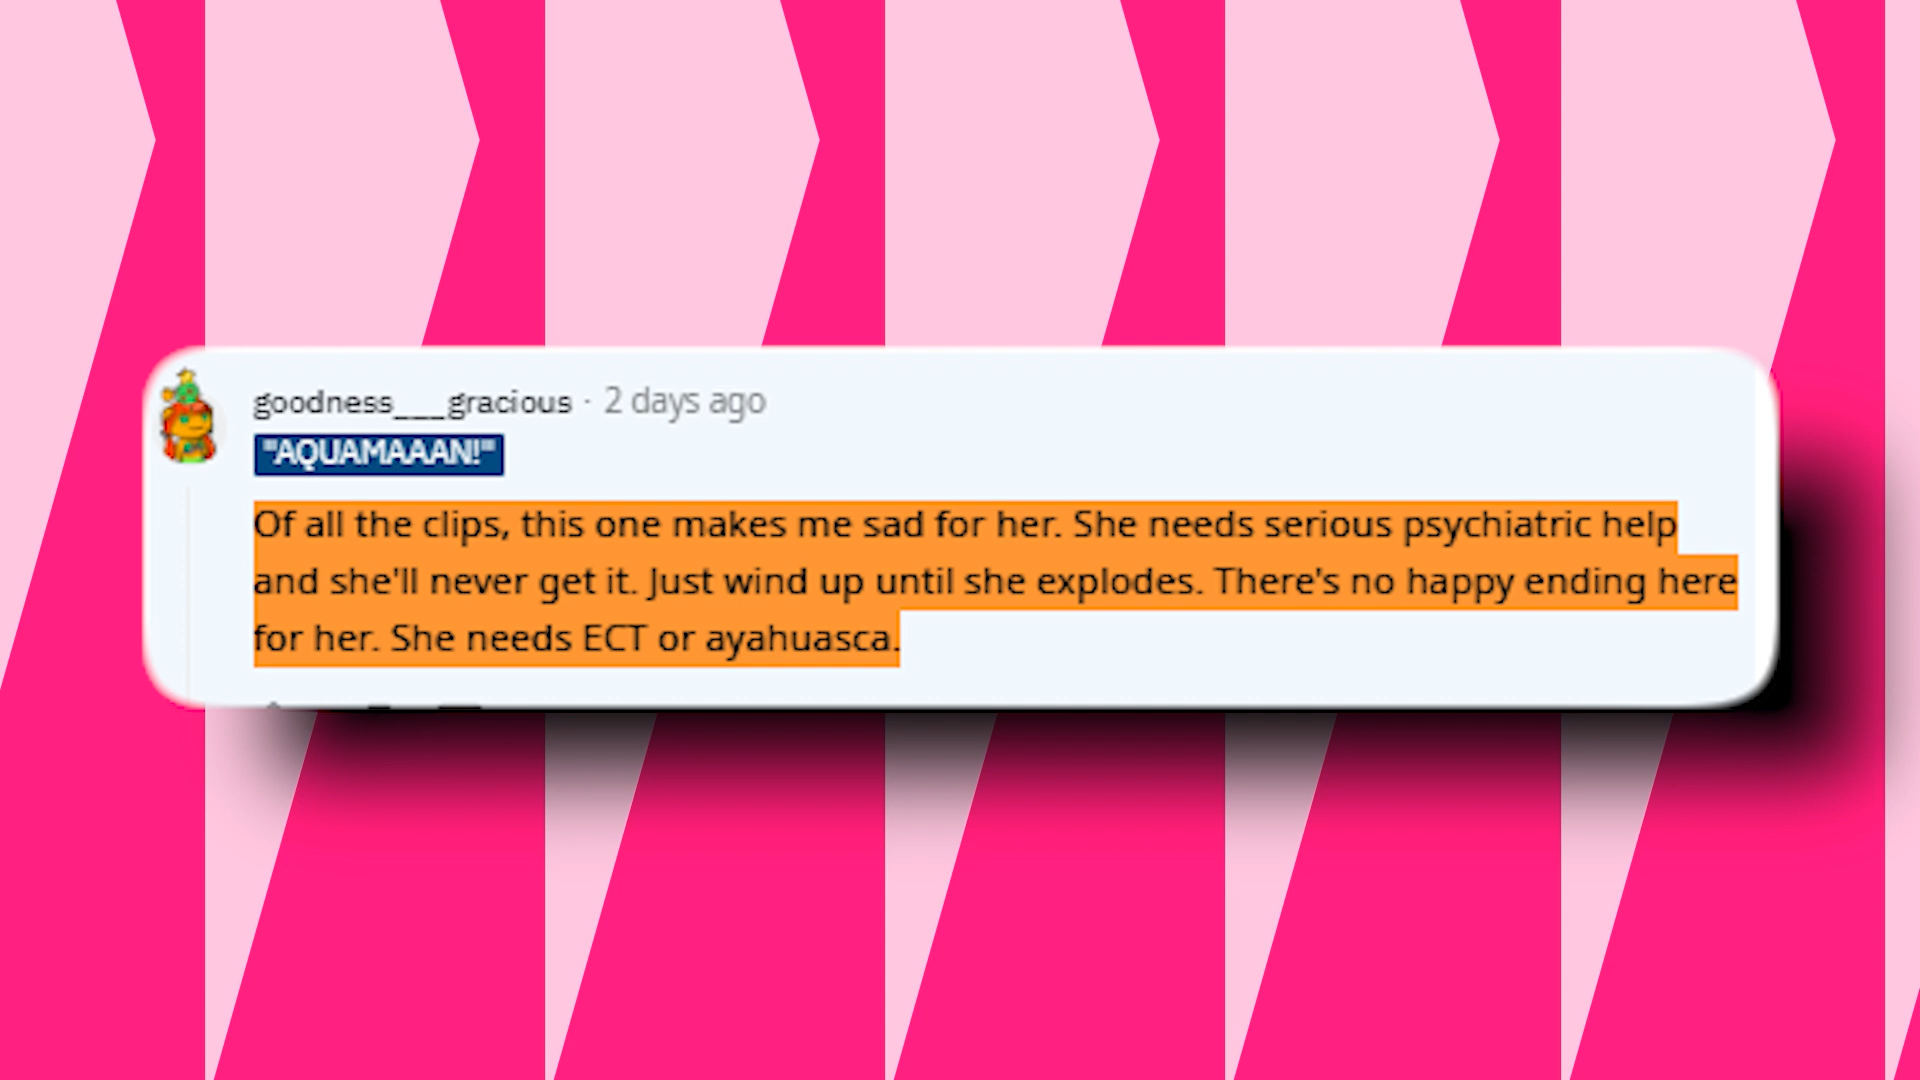 goodness___gracious · 2 days ago
"AQUAMAAAN!"
Of all the clips, this one makes me sad for her. She needs serious psychiatric help
and she'll never get it. Just wind up until she explodes. There's no happy ending here
for her. She needs ECT or ayahuasca.